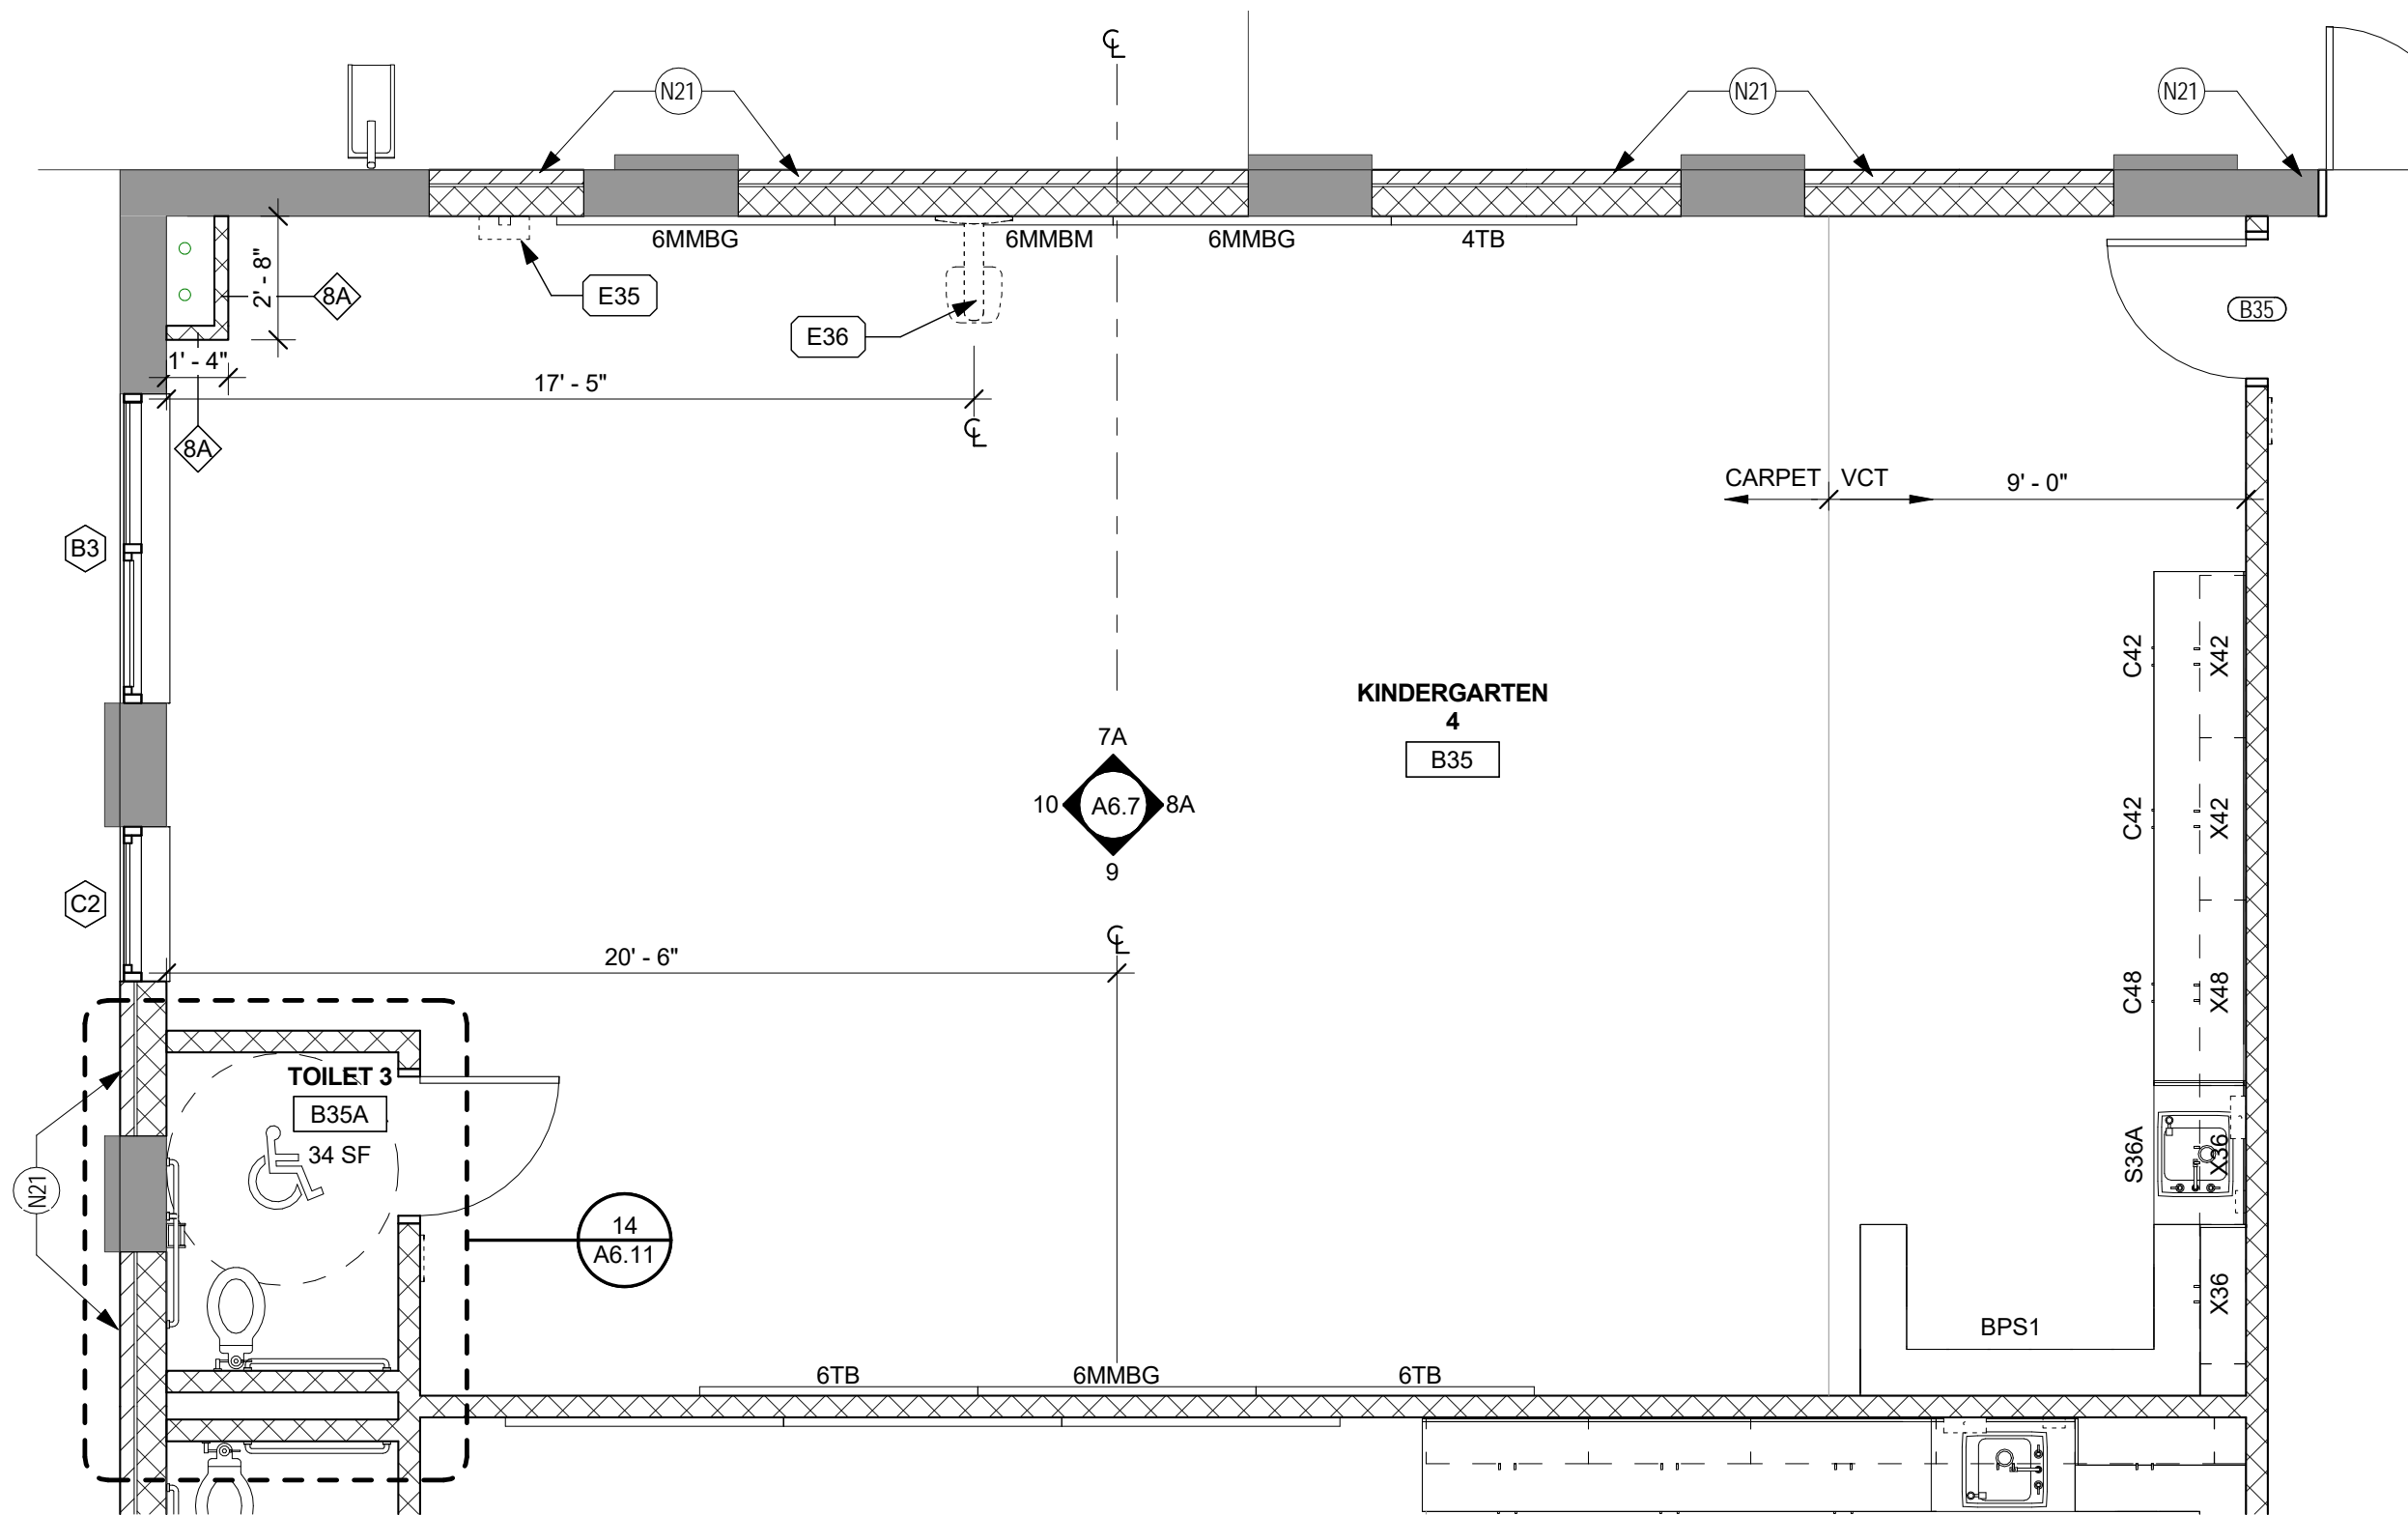 ℄
N21
N21
N21
6MMBG
6MMBM
6MMBG
4TB
2' - 8"
8A
E35
B35
E36
1' - 4"
17' - 5"
℄
8A
CARPET
VCT
9' - 0"
B3
C42
X42
KINDERGARTEN
4
B35
7A
10
A6.7
8A
9
C42
X42
C2
℄
20' - 6"
C48
X48
TOILET 3
B35A
34 SF
S36A
X36
N21
14
A6.11
X36
BPS1
6TB
6MMBG
6TB